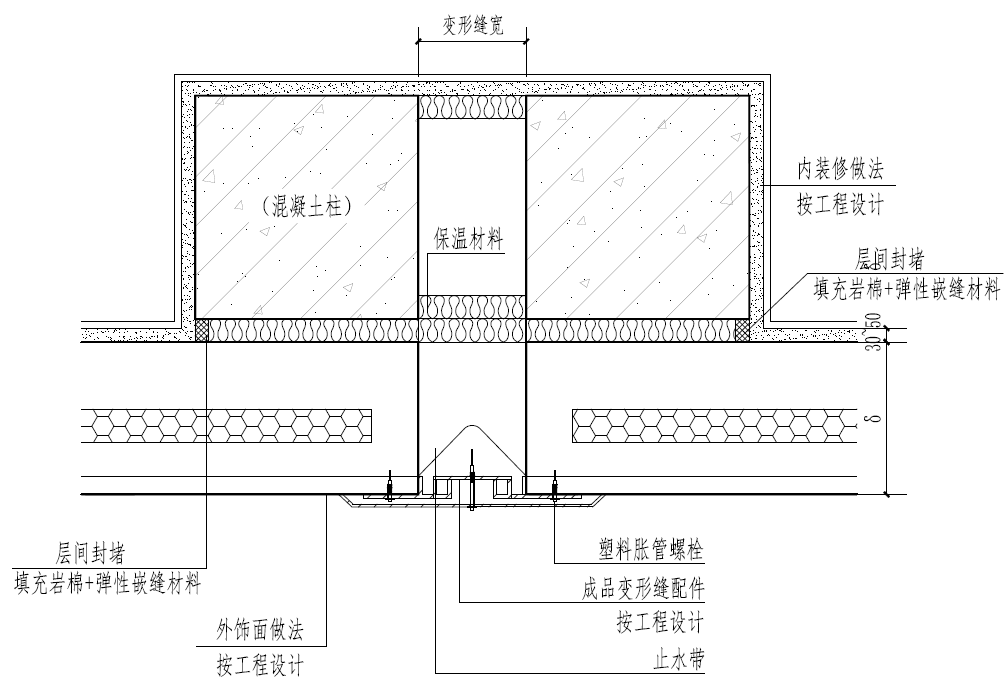 变形缝宽
内装修做法
按工程设计
(混凝土柱)
保温材料
层间封堵
填充岩棉+弹性嵌缝材料
30~50
δ
层间封堵
填充岩棉+弹性嵌缝材料
塑料胀管螺栓
成品变形缝配件
按工程设计
外饰面做法
按工程设计
止水带